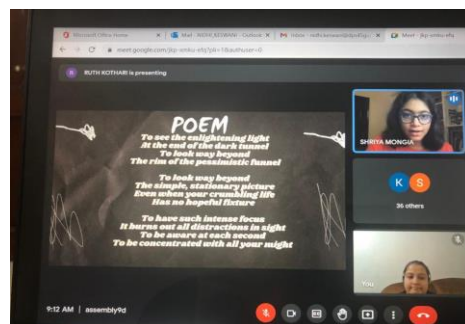 Microsoft Office Home
Mail - NIDHI KESWANI - Outlook
meet.google.com
RUTH KOTHARI is presenting
POEM
To see the enlightening light
At the end of the dark tunnel
To look way beyond
The rim of the pessimistic funnel
To look way beyond
The simple, stationary picture
Even when your crumbling life
Has no hopeful fixture
To have such intense focus
It burns out all distractions in sight
To be aware at each second
To be concentrated with all your might
SHRIYA MONGIA
K S
36 others
You
9:12 AM | assembly9d